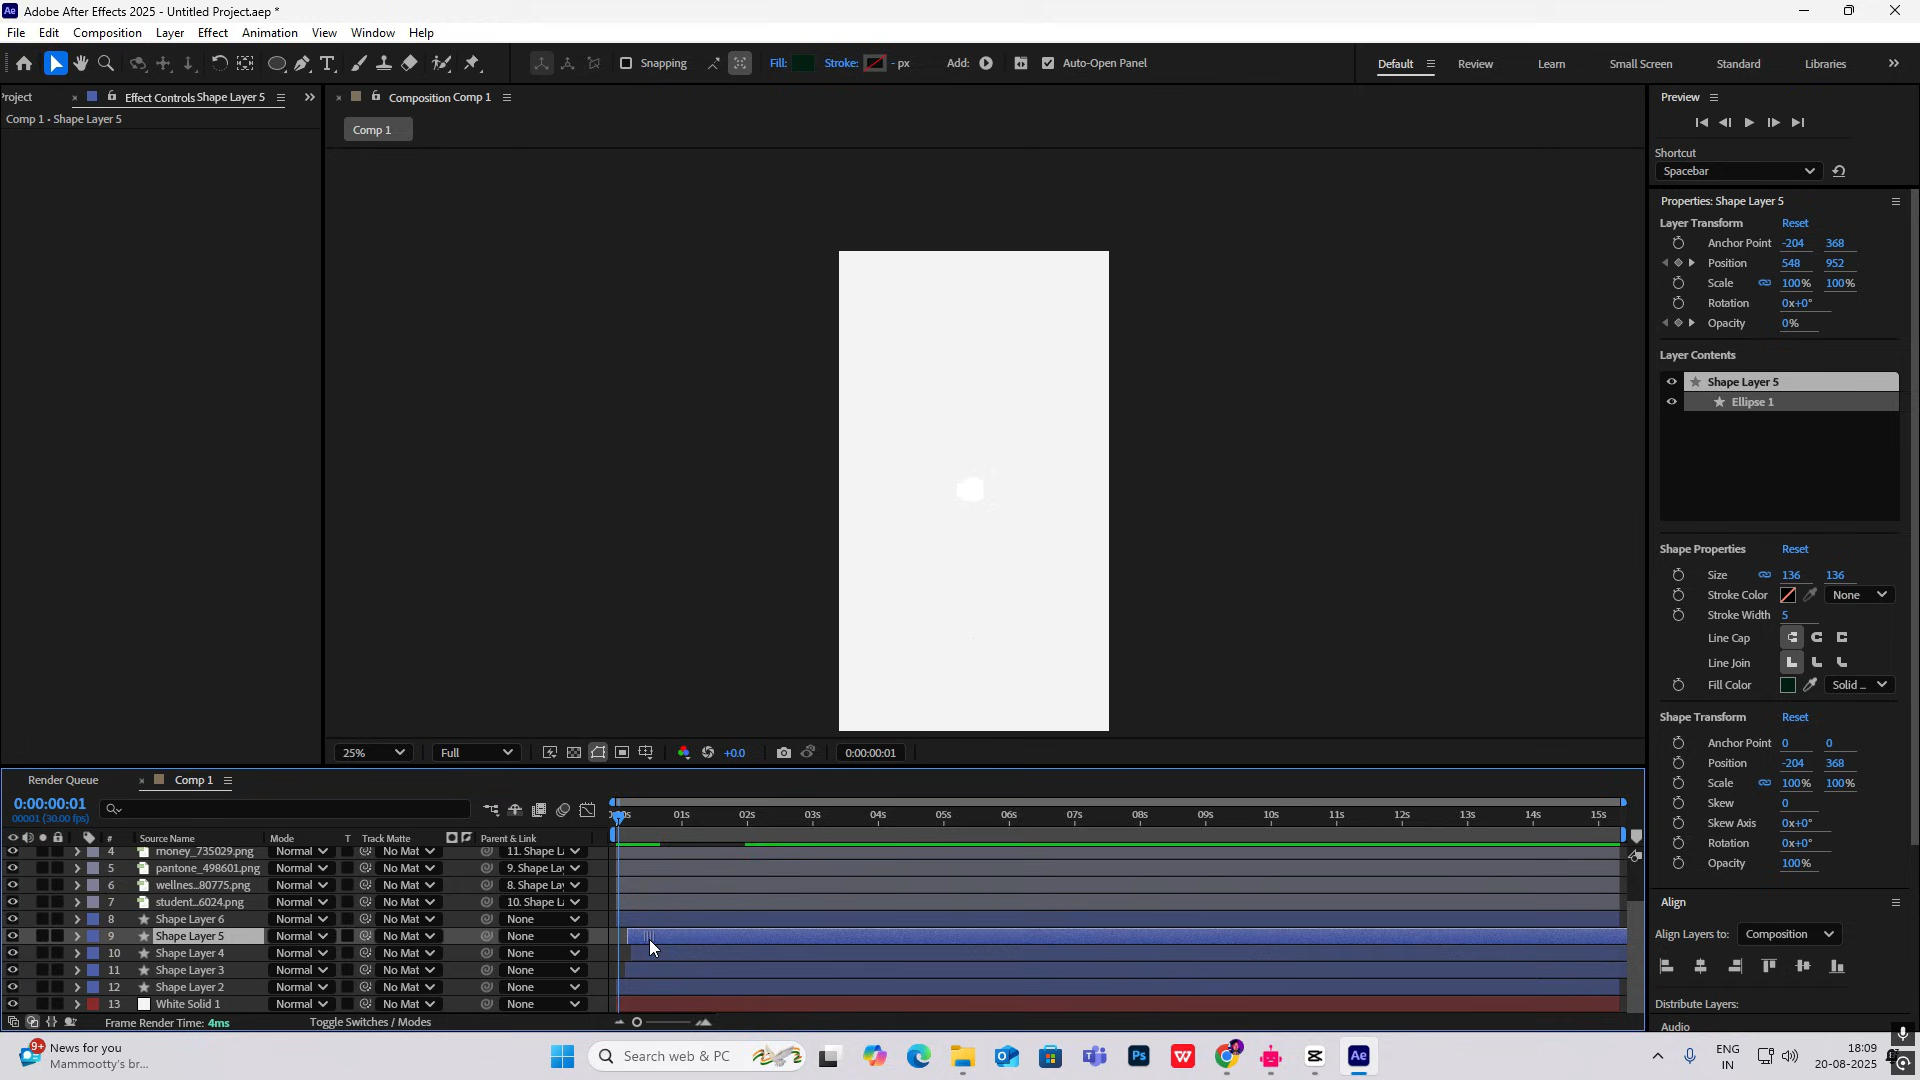 Adobe After Effects 2025 - Untitled Project.aep *
File Edit Composition Layer Effect Animation View Window Help
Snapping Fill: Stroke: - px Add: Auto-Open Panel Default Review Learn Small Screen Standard Libraries
roject Effect Controls Shape Layer 5 Composition Comp 1
Comp 1 • Shape Layer 5
Comp 1
Preview
Shortcut
Spacebar
Properties: Shape Layer 5
Layer Transform Reset
Anchor Point -204 368
Position 548 952
Scale 100% 100%
Rotation 0x+0°
Opacity 0%
Layer Contents
Shape Layer 5
Ellipse 1
Shape Properties Reset
Size 136 136
Stroke Color None
Stroke Width 5
Line Cap
Line Join
Fill Color Solid ...
Shape Transform Reset
Anchor Point 0 0
Position -204 368
Scale 100% 100%
Skew 0
Skew Axis 0x+0°
Rotation 0x+0°
Opacity 100%
Align
Align Layers to: Composition
Distribute Layers:
Audio
25% Full +0.0 0:00:00:01
Render Queue Comp 1
0:00:00:01
00001 (30.00 fps)
01s 02s 03s 04s 05s 06s 07s 08s 09s 10s 11s 12s 13s 14s 15s
# Source Name Mode T Track Matte Parent & Link
4 money_735029.png Normal No Mat 11. Shape L
5 pantone_498601.png Normal No Mat 9. Shape Lay
6 wellnes...80775.png Normal No Mat 8. Shape Lay
7 student...6024.png Normal No Mat 10. Shape L
8 Shape Layer 6 Normal No Mat None
9 Shape Layer 5 Normal No Mat None
10 Shape Layer 4 Normal No Mat None
11 Shape Layer 3 Normal No Mat None
12 Shape Layer 2 Normal No Mat None
13 White Solid 1 Normal No Mat None
Frame Render Time: 4ms Toggle Switches / Modes
9+ News for you
Mammootty's br...
Search web & PC
ENG
IN
18:09
20-08-2025